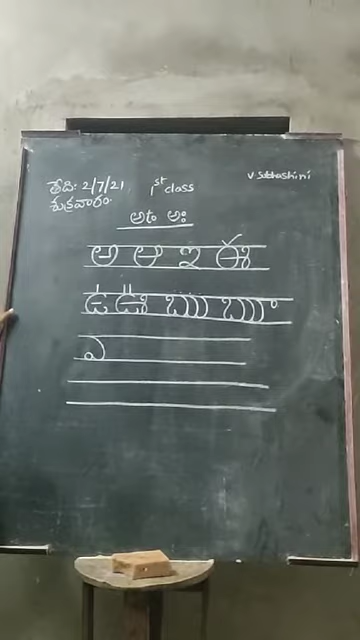 తేది: 2/7/21 1st class V Subhashini
శుక్రవారం
అం అః
అ ఆ ఇ ఈ
ఉ ఊ ఋ ౠ
ఎ